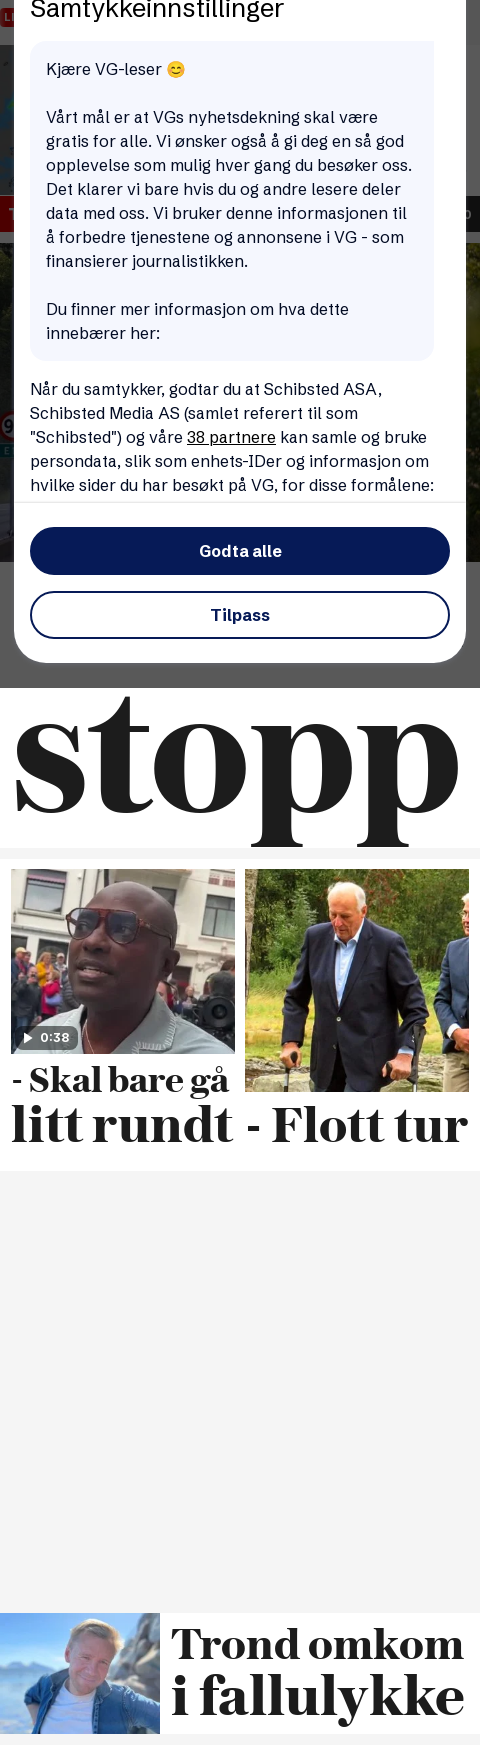 Samtykkeinnstillinger
Kjære VG-leser 😊
Vårt mål er at VGs nyhetsdekning skal være
gratis for alle. Vi ønsker også å gi deg en så god
opplevelse som mulig hver gang du besøker oss.
Det klarer vi bare hvis du og andre lesere deler
data med oss. Vi bruker denne informasjonen til
å forbedre tjenestene og annonsene i VG - som
finansierer journalistikken.
Du finner mer informasjon om hva dette
innebærer her:
Når du samtykker, godtar du at Schibsted ASA,
Schibsted Media AS (samlet referert til som
"Schibsted") og våre 38 partnere kan samle og bruke
persondata, slik som enhets-IDer og informasjon om
hvilke sider du har besøkt på VG, for disse formålene:
Godta alle
Tilpass
stopp
0:38
- Skal bare gå
litt rundt
- Flott tur
Trond omkom
i fallulykke